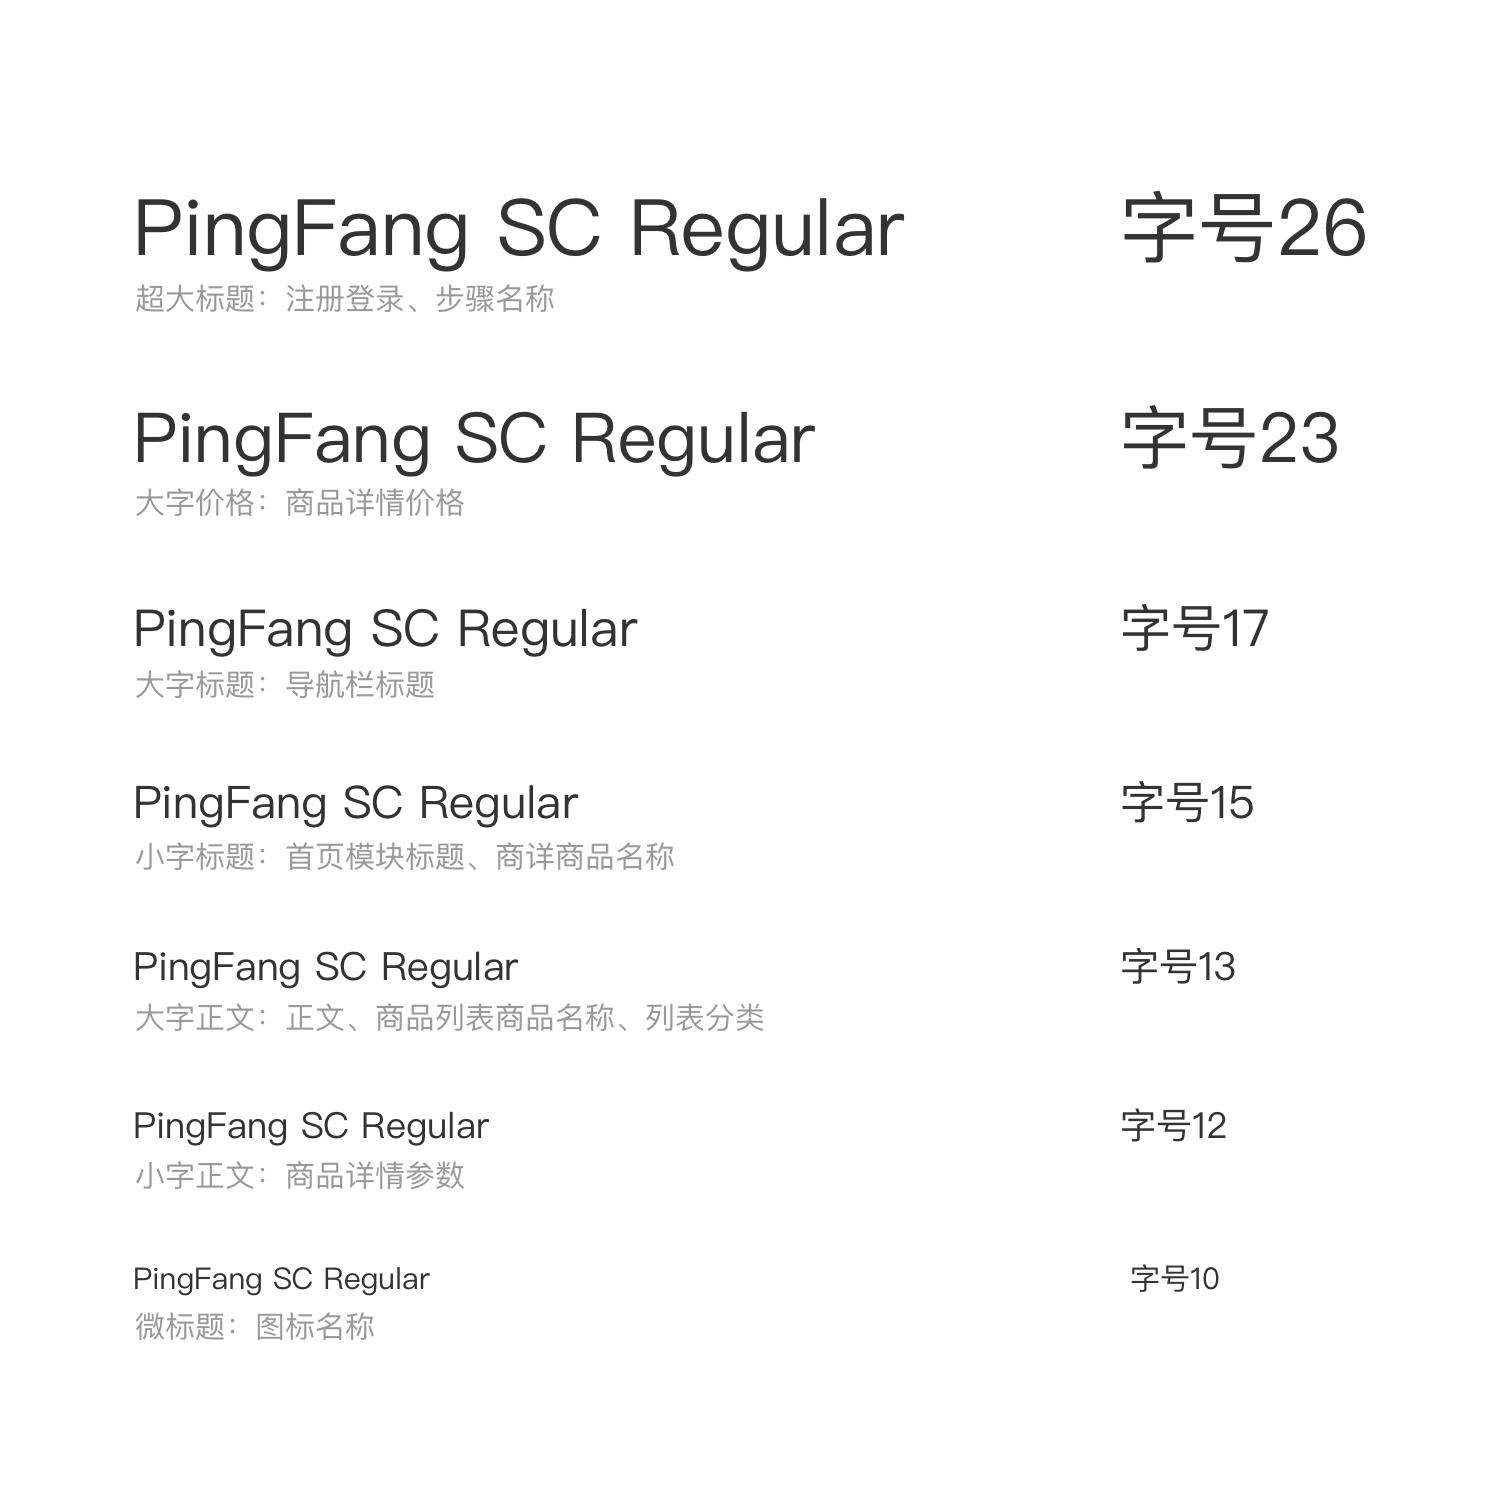 PingFang SC Regular 字号26
超大标题：注册登录、步骤名称
PingFang SC Regular 字号23
大字价格：商品详情价格
PingFang SC Regular 字号17
大字标题：导航栏标题
PingFang SC Regular 字号15
小字标题：首页模块标题、商详商品名称
PingFang SC Regular 字号13
大字正文：正文、商品列表商品名称、列表分类
PingFang SC Regular 字号12
小字正文：商品详情参数
PingFang SC Regular 字号10
微标题：图标名称